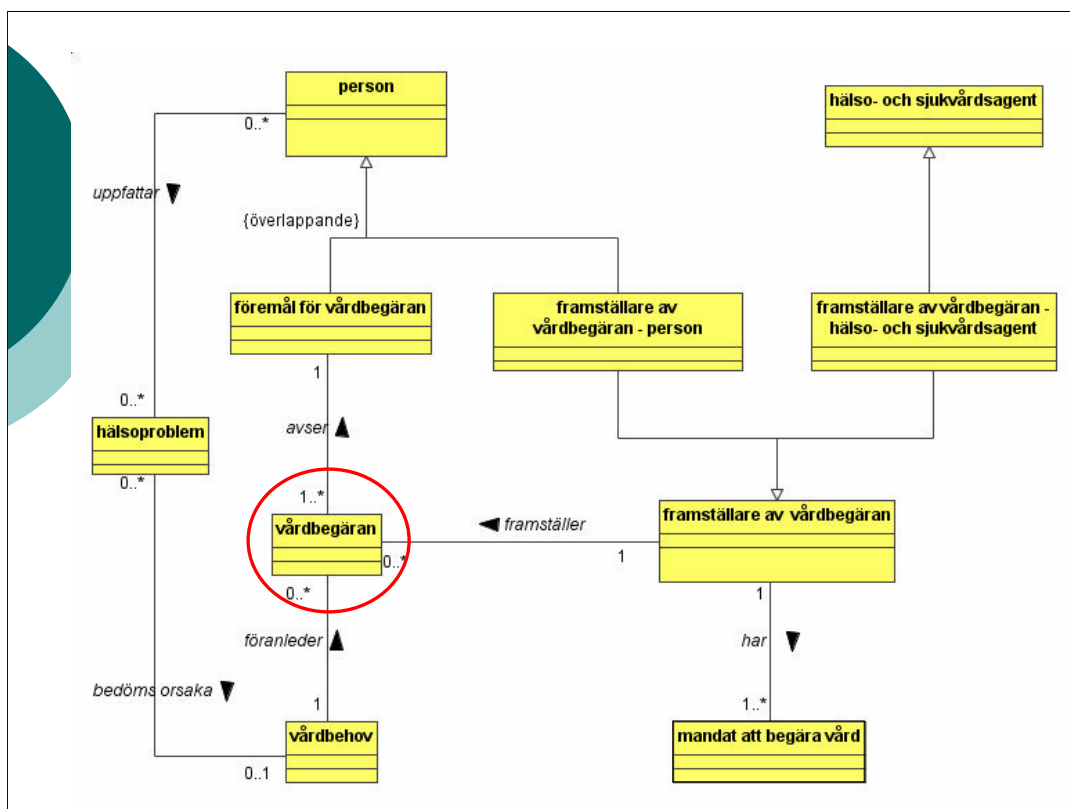 person
hälso- och sjukvårdsagent
0..*
uppfattar
{överlappande}
föremål för vårdbegäran
framställare av
vårdbegäran - person
framställare av vårdbegäran -
hälso- och sjukvårdsagent
1
0..*
hälsoproblem
0..*
avser
1..*
vårdbegäran
0..*
0..*
framställer
1
framställare av vårdbegäran
1
föranleder
har
bedöms orsaka
1
1..*
vårdbehov
0..1
mandat att begära vård